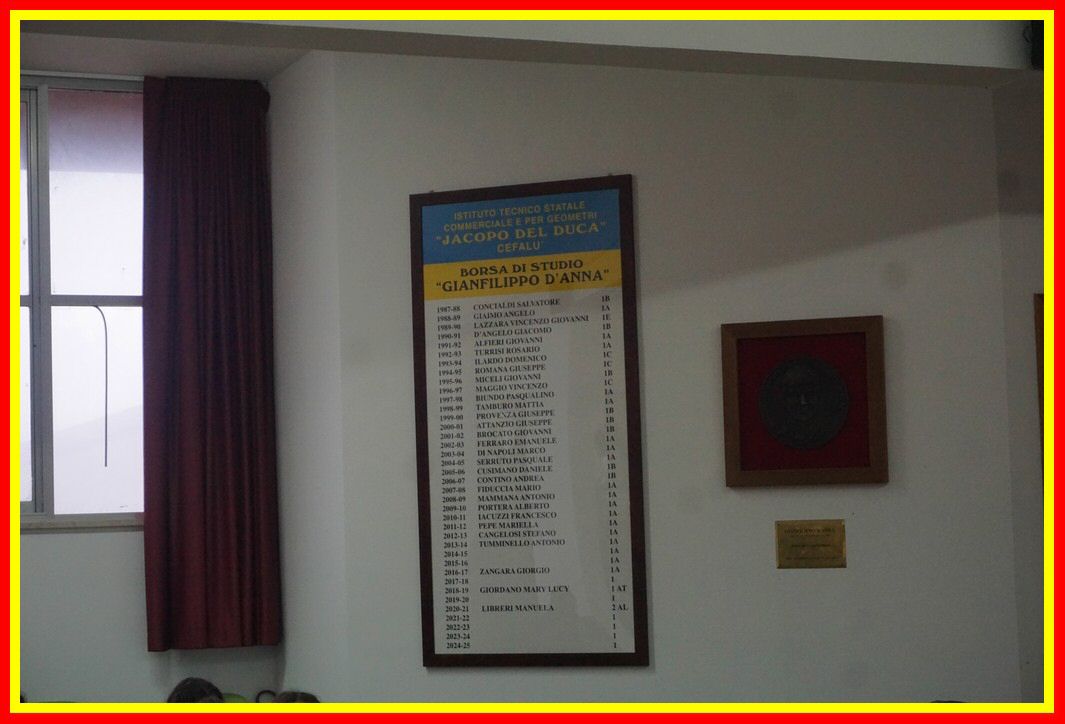 ISTITUTO TECNICO STATALE
COMMERCIALE E PER GEOMETRI
"JACOPO DEL DUCA"
CEFALU'
BORSA DI STUDIO
"GIANFILIPPO D'ANNA"
1987-88 CONCIALDI SALVATORE 1B
1988-89 GIAIMO ANGELO 1A
1989-90 LAZZARA VINCENZO GIOVANNI 1E
1990-91 D'ANGELO GIACOMO 1B
1991-92 ALFIERI GIOVANNI 1A
1992-93 TURRISI ROSARIO 1A
1993-94 ILARDO DOMENICO 1C
1994-95 ROMANA GIUSEPPE 1C
1995-96 MICELI GIOVANNI 1B
1996-97 MAGGIO VINCENZO 1C
1997-98 BIUNDO PASQUALINO 1A
1998-99 TAMBURO MATTIA 1A
1999-00 PROVENZA GIUSEPPE 1B
2000-01 ATTANZIO GIUSEPPE 1B
2001-02 BROCATO GIOVANNI 1B
2002-03 FERRARO EMANUELE 1A
2003-04 DI NAPOLI MARCO 1A
2004-05 SERRUTO PASQUALE 1A
2005-06 CUSIMANO DANIELE 1B
2006-07 CONTINO ANDREA 1B
2007-08 FIDUCCIA MARIO 1A
2008-09 MAMMANA ANTONIO 1A
2009-10 PORTERA ALBERTO 1A
2010-11 IACUZZI FRANCESCO 1A
2011-12 PEPE MARIELLA 1A
2012-13 CANGELOSI STEFANO 1A
2013-14 TUMMINELLO ANTONIO 1A
2014-15 1A
2015-16 1A
2016-17 ZANGARA GIORGIO 1A
2017-18 1
2018-19 GIORDANO MARY LUCY 1 AT
2019-20 1
2020-21 LIBRERI MANUELA 2 AL
2021-22 1
2022-23 1
2023-24 1
2024-25 1